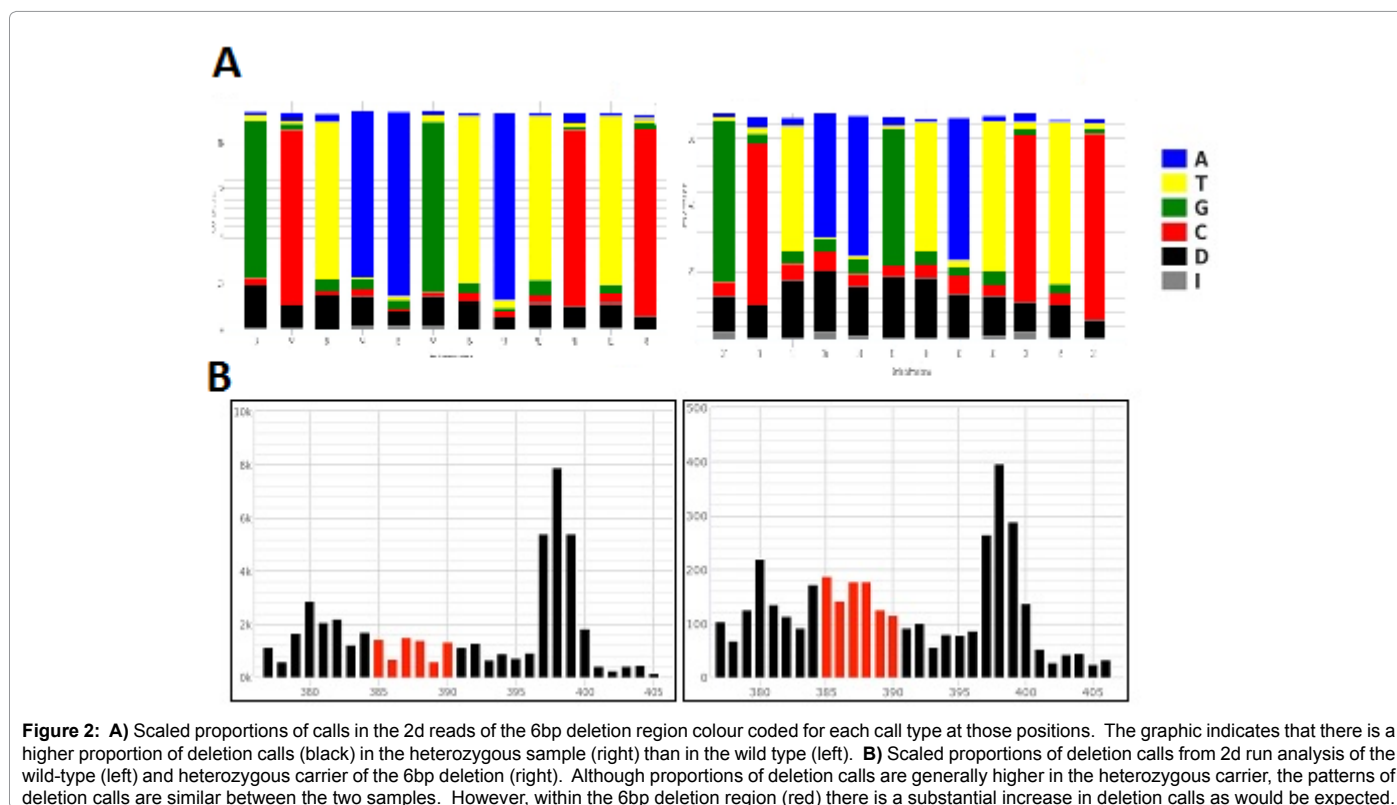 A
A
T
G
C
D
I
B
10k
8k
6k
4k
2k
0k
380 385 390 395 400 405
500
400
300
200
100
0
380 385 390 395 400 405
Figure 2: A) Scaled proportions of calls in the 2d reads of the 6bp deletion region colour coded for each call type at those positions. The graphic indicates that there is a
higher proportion of deletion calls (black) in the heterozygous sample (right) than in the wild type (left). B) Scaled proportions of deletion calls from 2d run analysis of the
wild-type (left) and heterozygous carrier of the 6bp deletion (right). Although proportions of deletion calls are generally higher in the heterozygous carrier, the patterns of
deletion calls are similar between the two samples. However, within the 6bp deletion region (red) there is a substantial increase in deletion calls as would be expected.